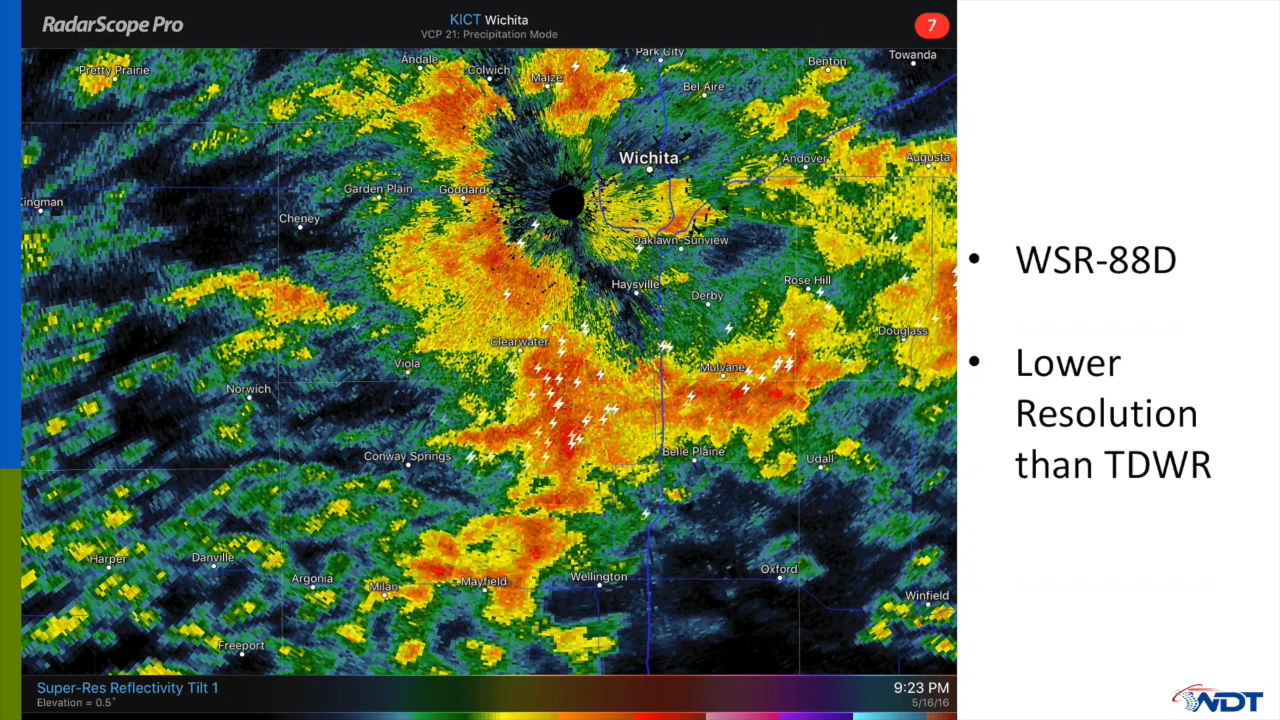 RadarScope Pro
KICT Wichita
VCP 21: Precipitation Mode
7
Park City
Towanda
Andale
Benton
Pretty Prairie
Colwich
Maize
Bel Aire
Wichita
Andover
Augusta
Garden Plain
Goddard
Kingman
Cheney
Oaklawn-Sunview
Haysville
Rose Hill
Derby
Douglass
Clearwater
Viola
Mulvane
Norwich
Conway Springs
Belle Plaine
Udall
Harper
Danville
Argonia
Milan
Mayfield
Wellington
Oxford
Winfield
Freeport
Super-Res Reflectivity Tilt 1
Elevation = 0.5°
9:23 PM
5/16/16
• WSR-88D
• Lower
Resolution
than TDWR
WDT